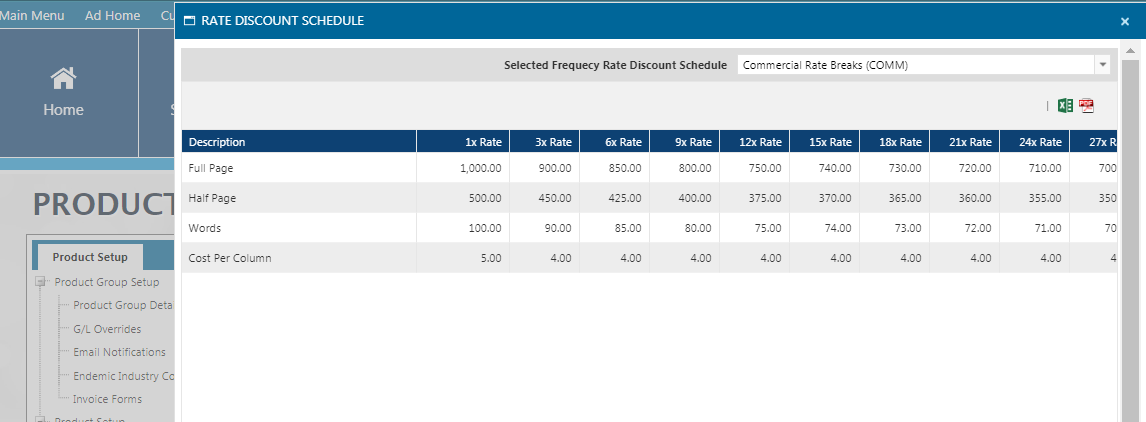 Main Menu Ad Home
RATE DISCOUNT SCHEDULE ×
Home
Selected Frequecy Rate Discount Schedule Commercial Rate Breaks (COMM)
PDF
Description 1x Rate 3x Rate 6x Rate 9x Rate 12x Rate 15x Rate 18x Rate 21x Rate 24x Rate 27x R
Full Page 1,000.00 900.00 850.00 800.00 750.00 740.00 730.00 720.00 710.00 700
Half Page 500.00 450.00 425.00 400.00 375.00 370.00 365.00 360.00 355.00 350
Words 100.00 90.00 85.00 80.00 75.00 74.00 73.00 72.00 71.00 70
Cost Per Column 5.00 4.00 4.00 4.00 4.00 4.00 4.00 4.00 4.00 4
PRODUCT
Product Setup
Product Group Setup
Product Group Deta
G/L Overrides
Email Notifications
Endemic Industry Co
Invoice Forms
Product Setup